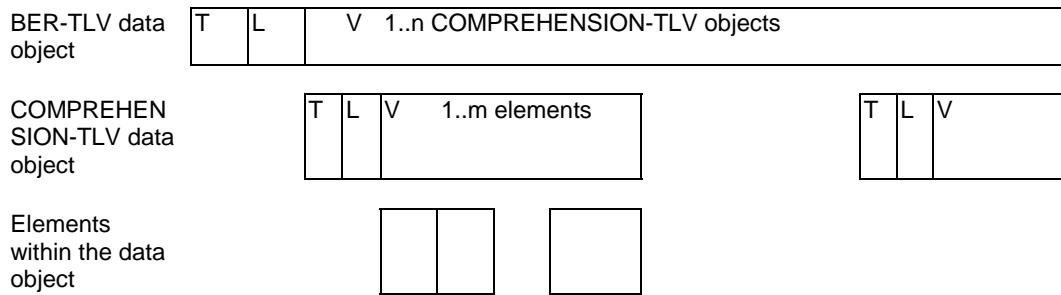 BER-TLV data
object
T L V 1..n COMPREHENSION-TLV objects
COMPREHEN
SION-TLV data
object
T L V 1..m elements T L V
Elements
within the data
object